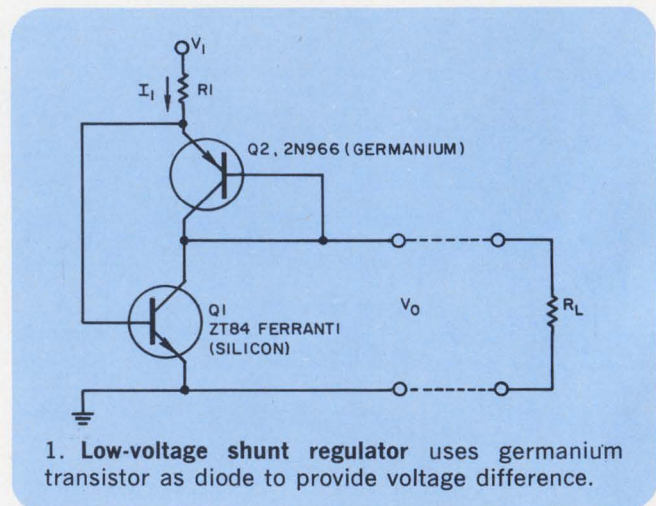 V₁
I₁
R1
Q2, 2N966 (GERMANIUM)
Q1
ZT84 FERRANTI
(SILICON)
V₀
R_L
1. Low-voltage shunt regulator uses germanium
transistor as diode to provide voltage difference.